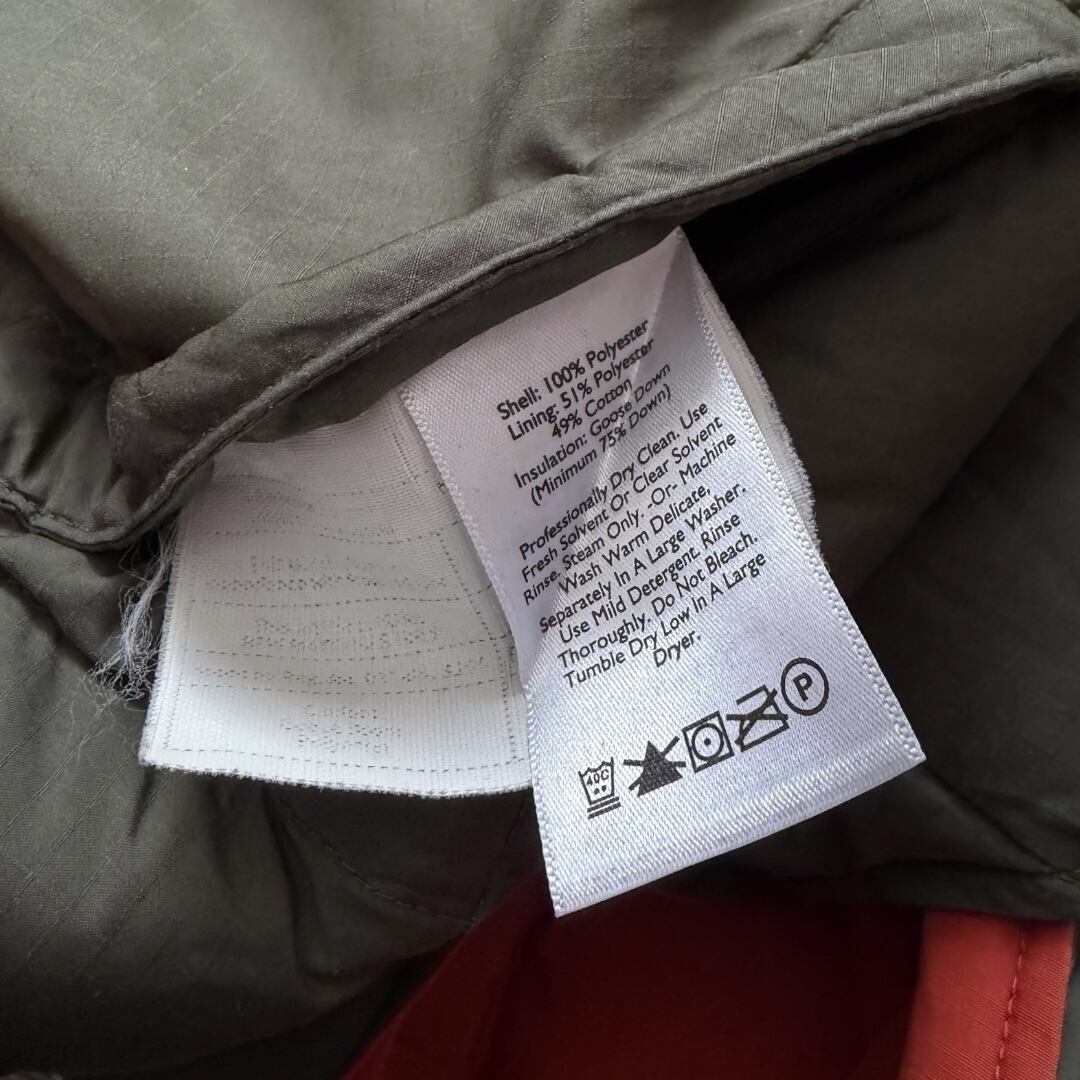 Shell: 100% Polyester
Lining: 51% Polyester
49% Cotton
Insulation: Goose Down
(Minimum 75% Down)
Professionally Dry Clean. Use
Fresh Solvent Or Clear Solvent
Rinse. Steam Only. -Or- Machine
Wash Warm Delicate,
Separately In A Large Washer.
Use Mild Detergent. Rinse
Thoroughly. Do Not Bleach.
Tumble Dry Low In A Large
Dryer.
40C
P